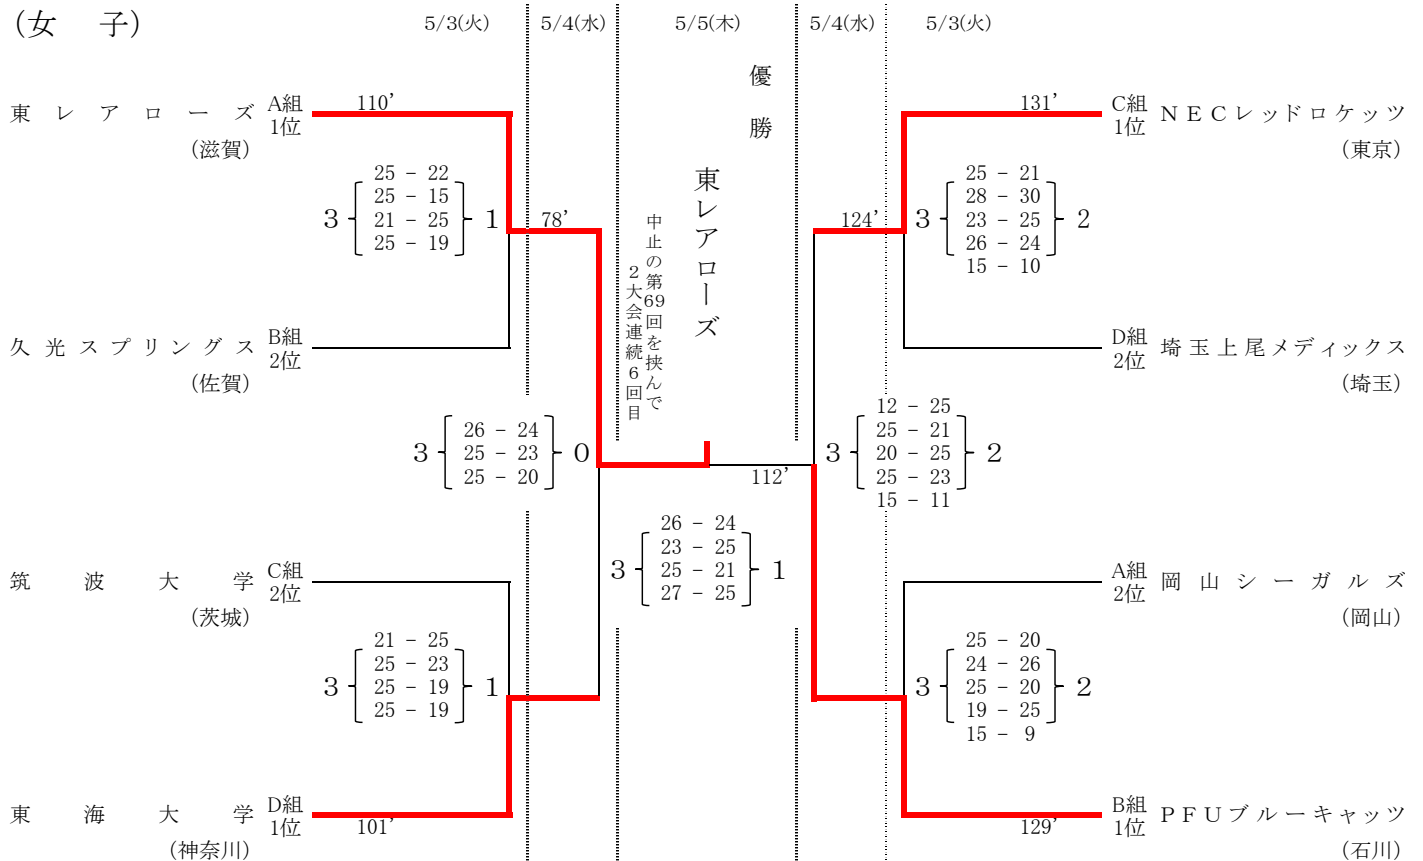 (女　子)
5/3(火)
5/4(水)
5/5(木)
5/4(水)
5/3(火)
優勝
東レアローズ
中止の第69回を挟んで
2大会連続6回目
東レアローズ
(滋賀)
A組
1位
110’
3
25 － 22
25 － 15
21 － 25
25 － 19
1
久光スプリングス
(佐賀)
B組
2位
78’
3
26 － 24
25 － 23
25 － 20
0
筑波大学
(茨城)
C組
2位
3
21 － 25
25 － 23
25 － 19
25 － 19
1
東海大学
(神奈川)
D組
1位
101’
112’
3
26 － 24
23 － 25
25 － 21
27 － 25
1
131’
C組
1位
NECレッドロケッツ
(東京)
3
25 － 21
28 － 30
23 － 25
26 － 24
15 － 10
2
D組
2位
埼玉上尾メディックス
(埼玉)
124’
3
12 － 25
25 － 21
20 － 25
25 － 23
15 － 11
2
A組
2位
岡山シーガルズ
(岡山)
3
25 － 20
24 － 26
25 － 20
19 － 25
15 － 9
2
129’
B組
1位
PFUブルーキャッツ
(石川)